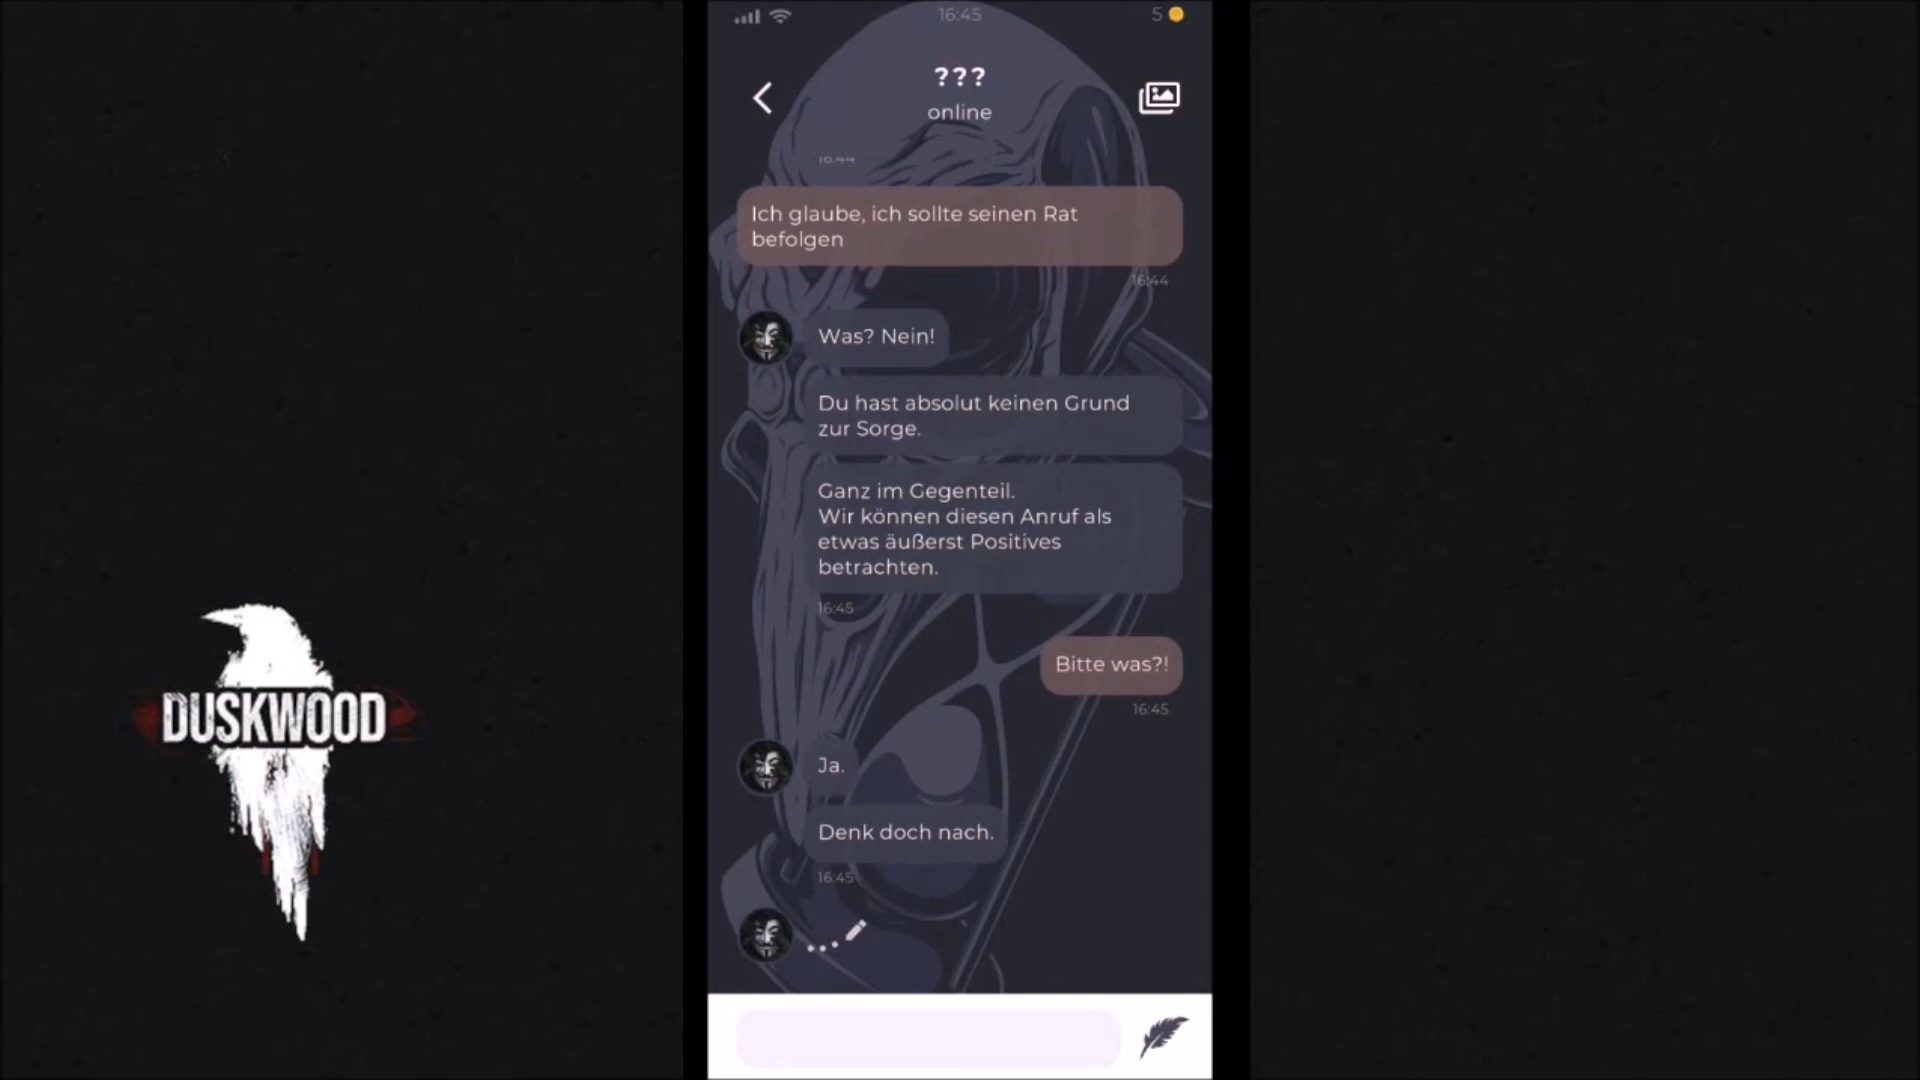 16:45
5
???
online
16:44
Ich glaube, ich sollte seinen Rat
befolgen
16:44
Was? Nein!
Du hast absolut keinen Grund
zur Sorge.
Ganz im Gegenteil.
Wir können diesen Anruf als
etwas äußerst Positives
betrachten.
16:45
Bitte was?!
16:45
Ja.
Denk doch nach.
16:45
DUSKWOOD